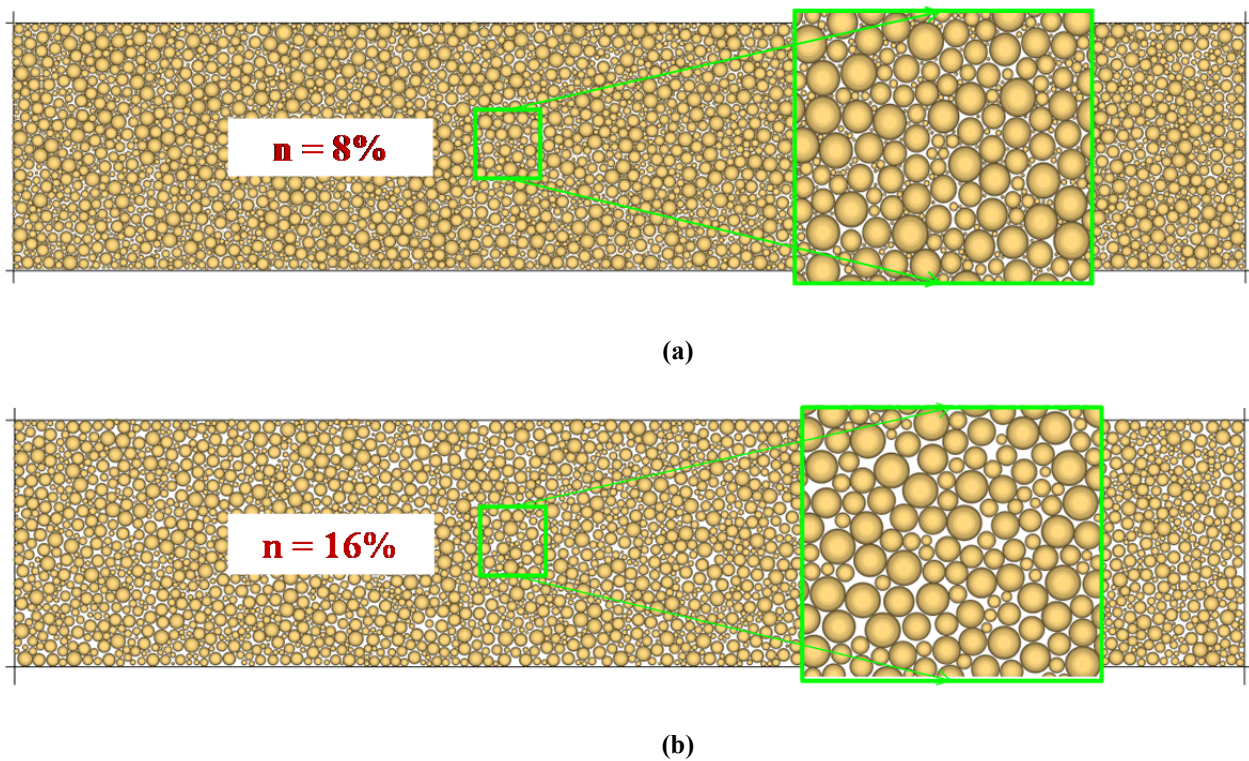 n = 8%
(a)
n = 16%
(b)